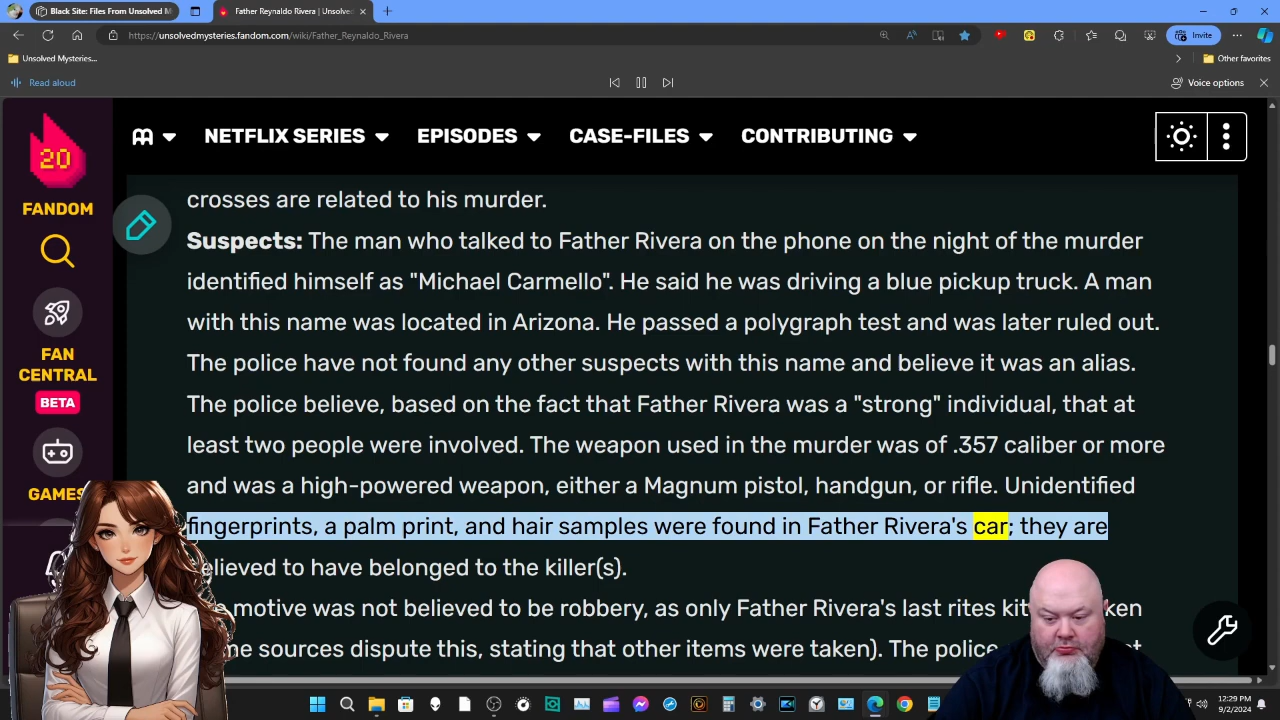 Black Site: Files From Unsolved M
Father Reynaldo Rivera | Unsolve
https://unsolvedmysteries.fandom.com/wiki/Father_Reynaldo_Rivera
Invite
Unsolved Mysteries...
Other favorites
Read aloud
Voice options
NETFLIX SERIES
EPISODES
CASE-FILES
CONTRIBUTING
20
FANDOM
FAN
CENTRAL
BETA
GAMES
crosses are related to his murder.
Suspects: The man who talked to Father Rivera on the phone on the night of the murder
identified himself as "Michael Carmello". He said he was driving a blue pickup truck. A man
with this name was located in Arizona. He passed a polygraph test and was later ruled out.
The police have not found any other suspects with this name and believe it was an alias.
The police believe, based on the fact that Father Rivera was a "strong" individual, that at
least two people were involved. The weapon used in the murder was of .357 caliber or more
and was a high-powered weapon, either a Magnum pistol, handgun, or rifle. Unidentified
fingerprints, a palm print, and hair samples were found in Father Rivera's car; they are
elieved to have belonged to the killer(s).
motive was not believed to be robbery, as only Father Rivera's last rites kit
me sources dispute this, stating that other items were taken). The police
12:29 PM
9/2/2024